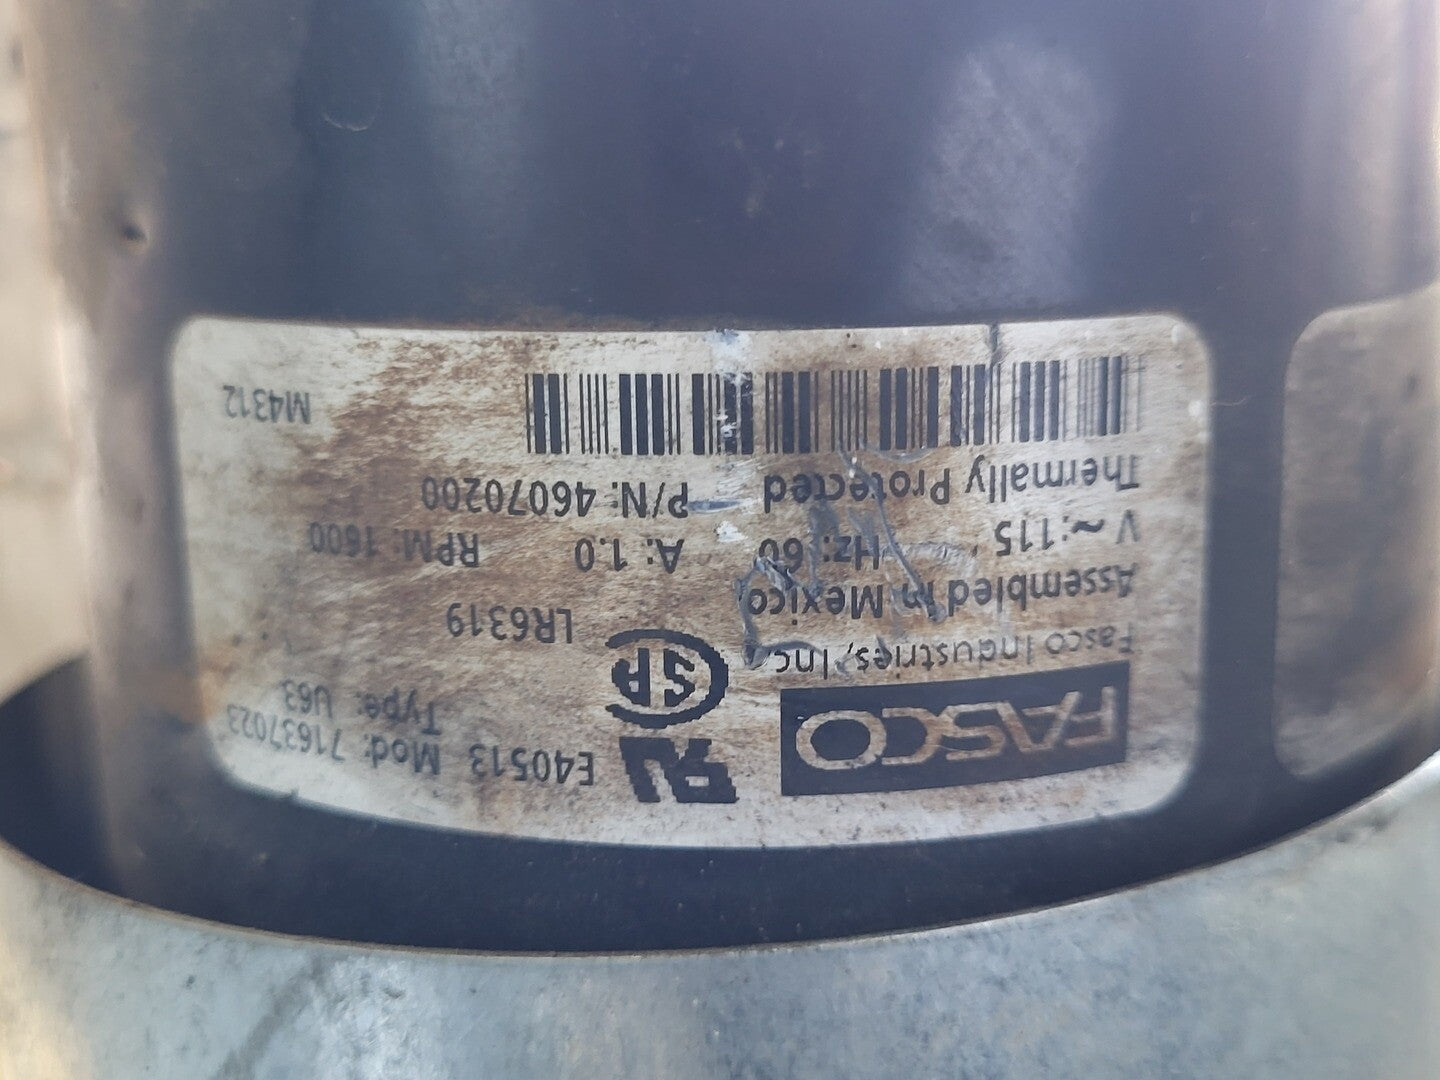 FASCO
E40513 Mod: 71637023
Type: U63
Fasco Industries, Inc.
SA
LR6319
Assembled in Mexico
V~:115 Hz: 60 A: 1.0 RPM: 1600
Thermally Protected P/N: 46070200
M4312